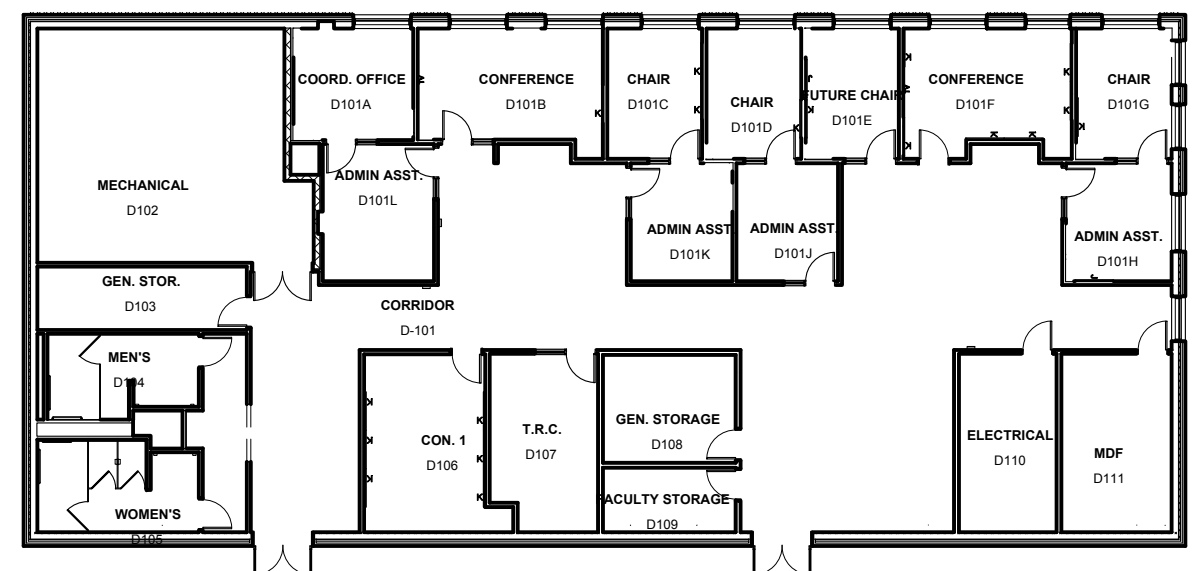 COORD. OFFICE
D101A
CONFERENCE
D101B
CHAIR
D101C
CHAIR
D101D
FUTURE CHAIR
D101E
CONFERENCE
D101F
CHAIR
D101G
MECHANICAL
D102
ADMIN ASST.
D101L
ADMIN ASST.
D101K
ADMIN ASST.
D101J
ADMIN ASST.
D101H
GEN. STOR.
D103
CORRIDOR
D-101
MEN'S
D104
CON. 1
D106
T.R.C.
D107
GEN. STORAGE
D108
FACULTY STORAGE
D109
ELECTRICAL
D110
MDF
D111
WOMEN'S
D105